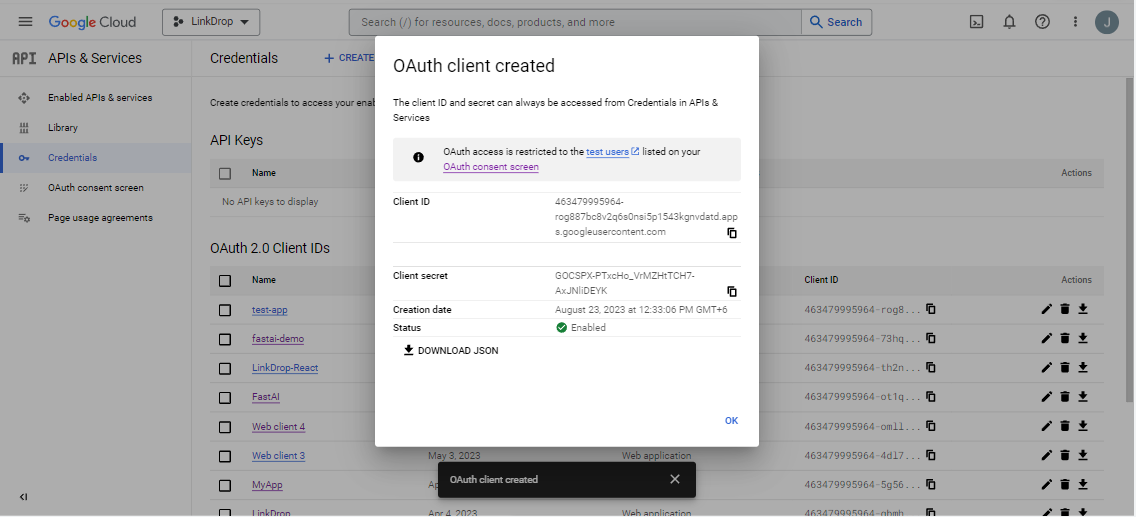 Google Cloud
LinkDrop
Search (/) for resources, docs, products, and more
Search
J
API
APIs & Services
Credentials
CREATE
Enabled APIs & services
Library
Credentials
OAuth consent screen
Page usage agreements
Create credentials to access your enab
API Keys
Name
Actions
No API keys to display
OAuth 2.0 Client IDs
Name
Client ID
Actions
test-app
463479995964-rog8...
fastai-demo
463479995964-73hq...
LinkDrop-React
463479995964-th2n...
FastAI
463479995964-ot1q...
Web client 4
463479995964-omll...
Web client 3
May 3, 2023
Web application
463479995964-4dl7...
MyApp
Ap
Web application
463479995964-5g56...
LinkDrop
Apr 4, 2023
Web application
OAuth client created
The client ID and secret can always be accessed from Credentials in APIs &
Services
OAuth access is restricted to the test users listed on your
OAuth consent screen
Client ID
463479995964-
rog887bc8v2q6s0nsi5p1543kgnvdatd.app
s.googleusercontent.com
Client secret
GOCSPX-PTxcHo_VrMZHtTCH7-
AxJNliDEYK
Creation date
August 23, 2023 at 12:33:06 PM GMT+6
Status
Enabled
DOWNLOAD JSON
OK
OAuth client created